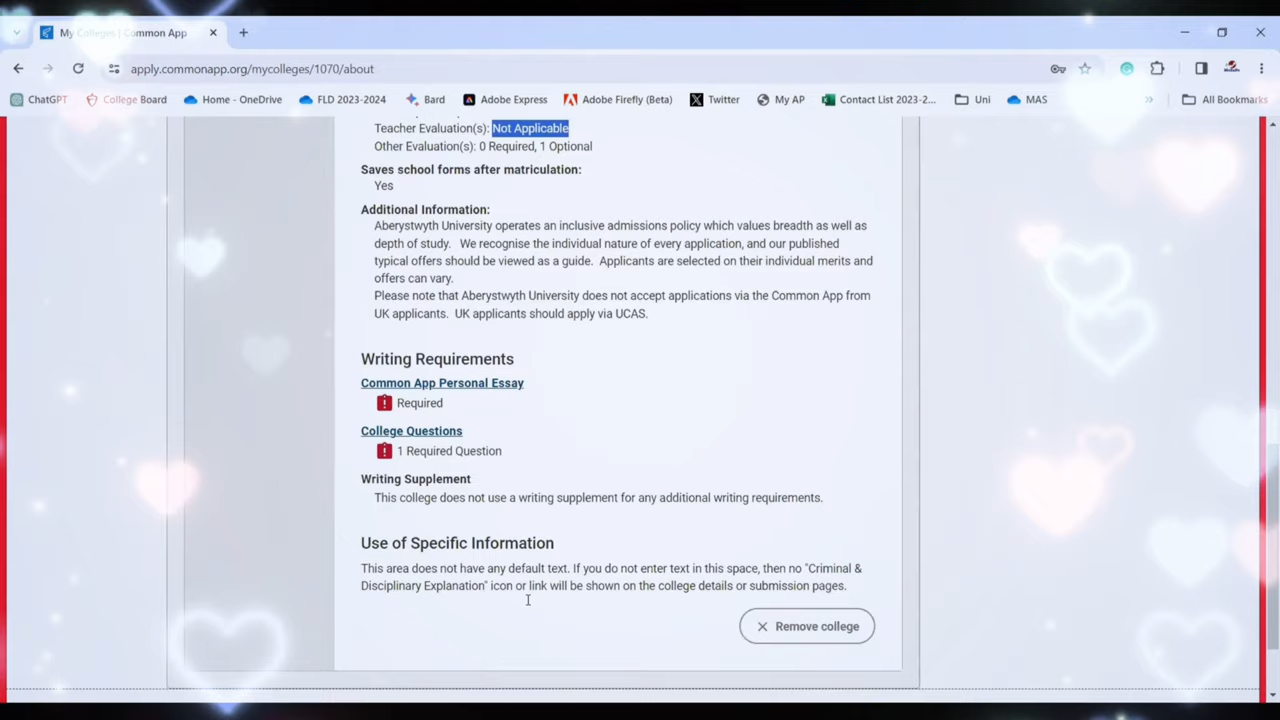 My Colleges | Common App
apply.commonapp.org/mycolleges/1070/about
ChatGPT College Board Home - OneDrive FLD 2023-2024 Bard Adobe Express Adobe Firefly (Beta) Twitter My AP Contact List 2023-2... Uni MAS » All Bookmarks
Teacher Evaluation(s): Not Applicable
Other Evaluation(s): 0 Required, 1 Optional
Saves school forms after matriculation:
Yes
Additional Information:
Aberystwyth University operates an inclusive admissions policy which values breadth as well as
depth of study. We recognise the individual nature of every application, and our published
typical offers should be viewed as a guide. Applicants are selected on their individual merits and
offers can vary.
Please note that Aberystwyth University does not accept applications via the Common App from
UK applicants. UK applicants should apply via UCAS.
Writing Requirements
Common App Personal Essay
Required
College Questions
1 Required Question
Writing Supplement
This college does not use a writing supplement for any additional writing requirements.
Use of Specific Information
This area does not have any default text. If you do not enter text in this space, then no "Criminal &
Disciplinary Explanation" icon or link will be shown on the college details or submission pages.
Remove college